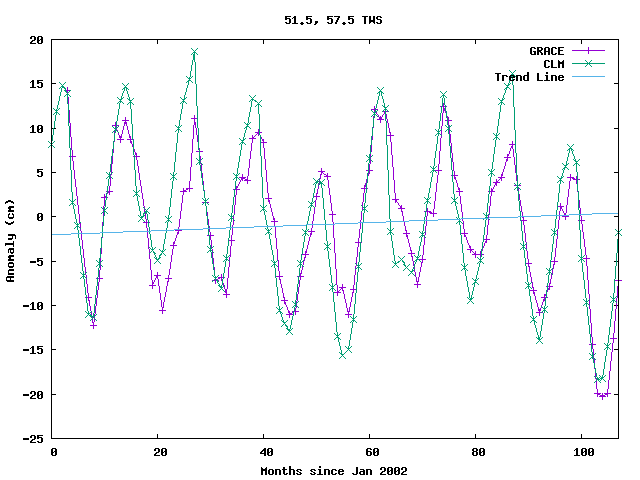 51.5, 57.5 TWS
GRACE
CLM
Trend Line
20
15
10
5
0
-5
-10
-15
-20
-25
Anomaly (cm)
0 20 40 60 80 100
Months since Jan 2002